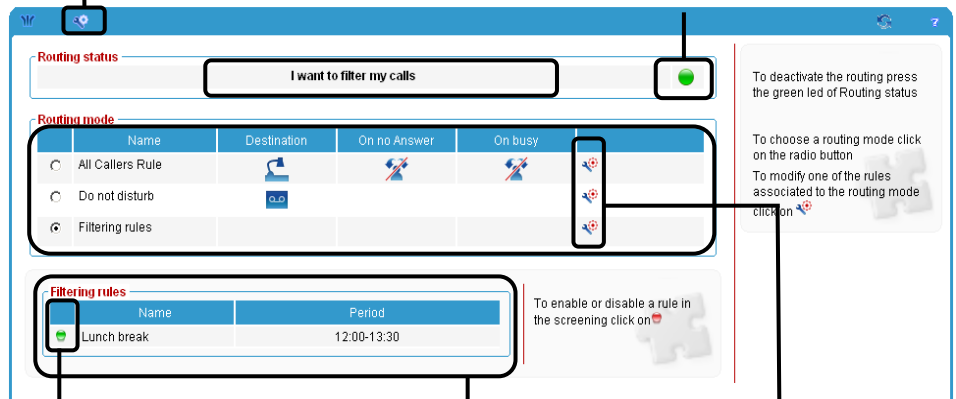 ?
Routing status
I want to filter my calls
To deactivate the routing press
the green led of Routing status
Routing mode
Name Destination On no Answer On busy
All Callers Rule
Do not disturb
Filtering rules
To choose a routing mode click
on the radio button
To modify one of the rules
associated to the routing mode
click on
Filtering rules
Name Period
Lunch break 12:00-13:30
To enable or disable a rule in
the screening click on